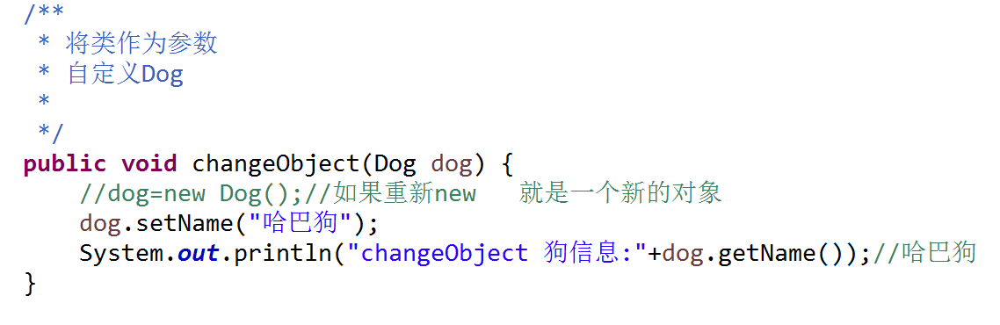 /**
 * 将类作为参数
 * 自定义Dog
 *
 */
public void changeObject(Dog dog) {
    //dog=new Dog();//如果重新new   就是一个新的对象
    dog.setName("哈巴狗");
    System.out.println("changeObject 狗信息:"+dog.getName());//哈巴狗
}